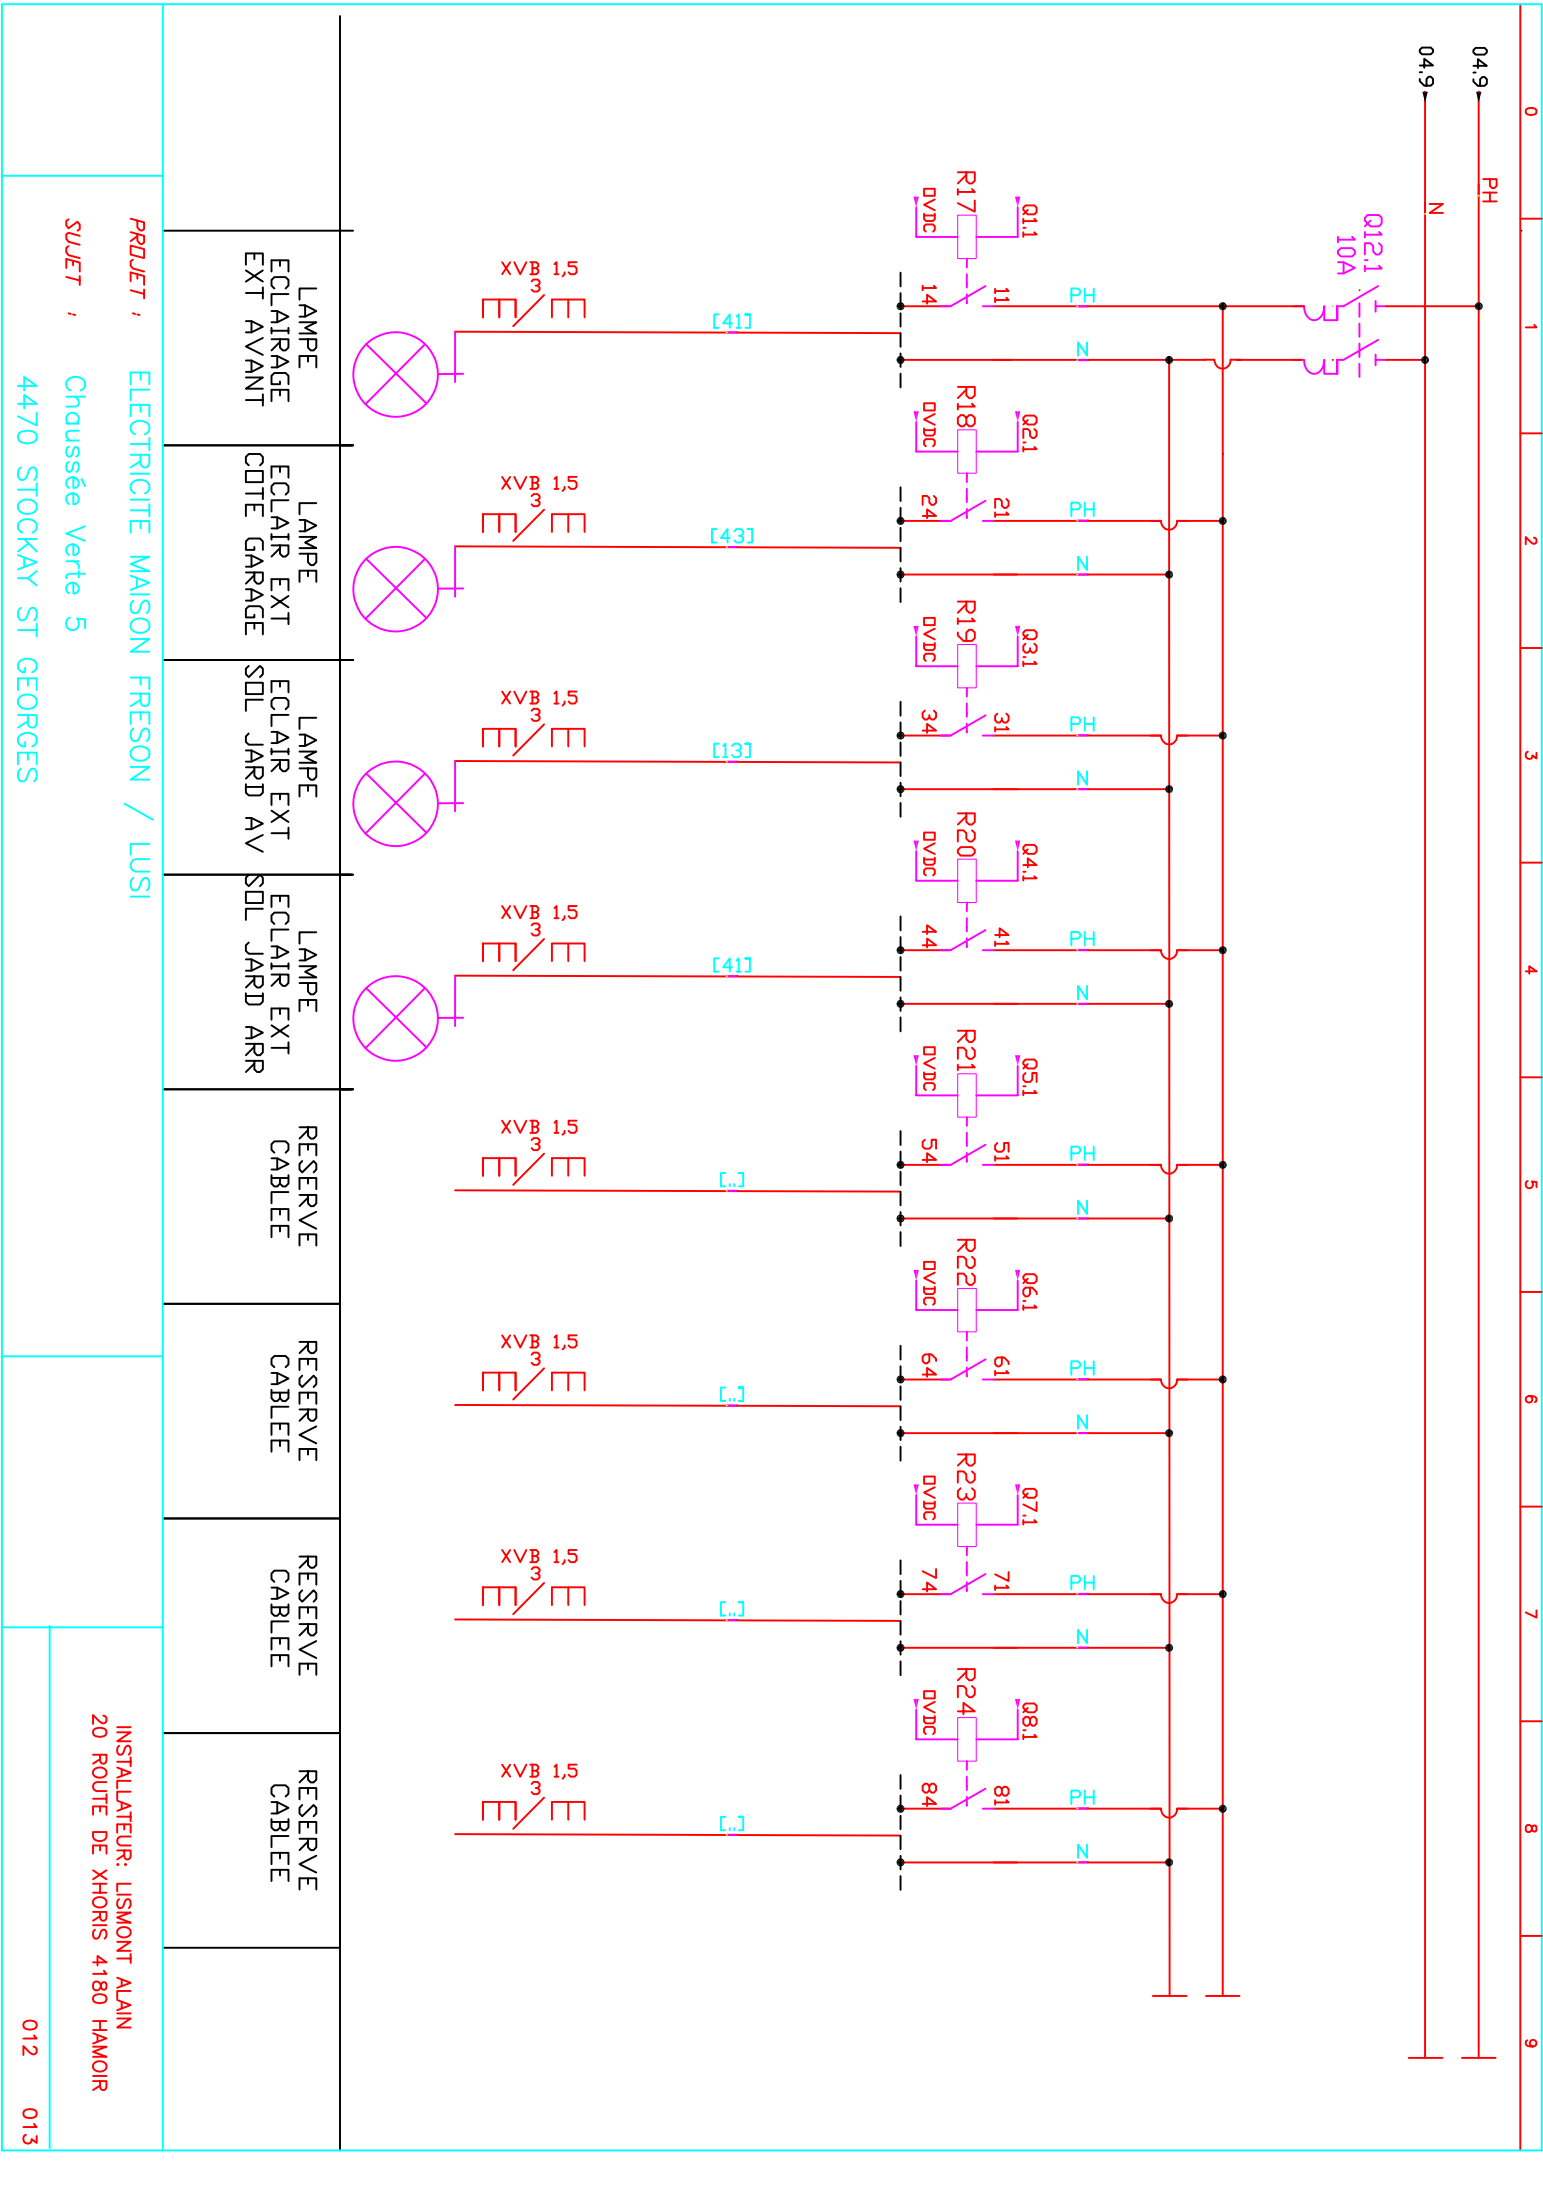 0 1 2 3 4 5 6 7 8 9
04.9 PH
04.9 N
Q12.1
10A
Q1.1 R17 0VDC 11 14 PH N
Q2.1 R18 0VDC 21 24 PH N
Q3.1 R19 0VDC 31 34 PH N
Q4.1 R20 0VDC 41 44 PH N
Q5.1 R21 0VDC 51 54 PH N
Q6.1 R22 0VDC 61 64 PH N
Q7.1 R23 0VDC 71 74 PH N
Q8.1 R24 0VDC 81 84 PH N
[41] [43] [13] [41] [..] [..] [..] [..]
XVB 1,5 XVB 1,5 XVB 1,5 XVB 1,5 XVB 1,5 XVB 1,5 XVB 1,5 XVB 1,5
3 3 3 3 3 3 3 3
LAMPE
ECLAIRAGE
EXT AVANT
LAMPE
ECLAIR EXT
COTE GARAGE
LAMPE
ECLAIR EXT
SOL JARD AV
LAMPE
ECLAIR EXT
SOL JARD ARR
RESERVE
CABLEE
RESERVE
CABLEE
RESERVE
CABLEE
RESERVE
CABLEE
PROJET : ELECTRICITE MAISON FRESON / LUSI
SUJET : Chaussée Verte 5
4470 STOCKAY ST GEORGES
INSTALLATEUR: LISMONT ALAIN
20 ROUTE DE XHORIS 4180 HAMOIR
012 013